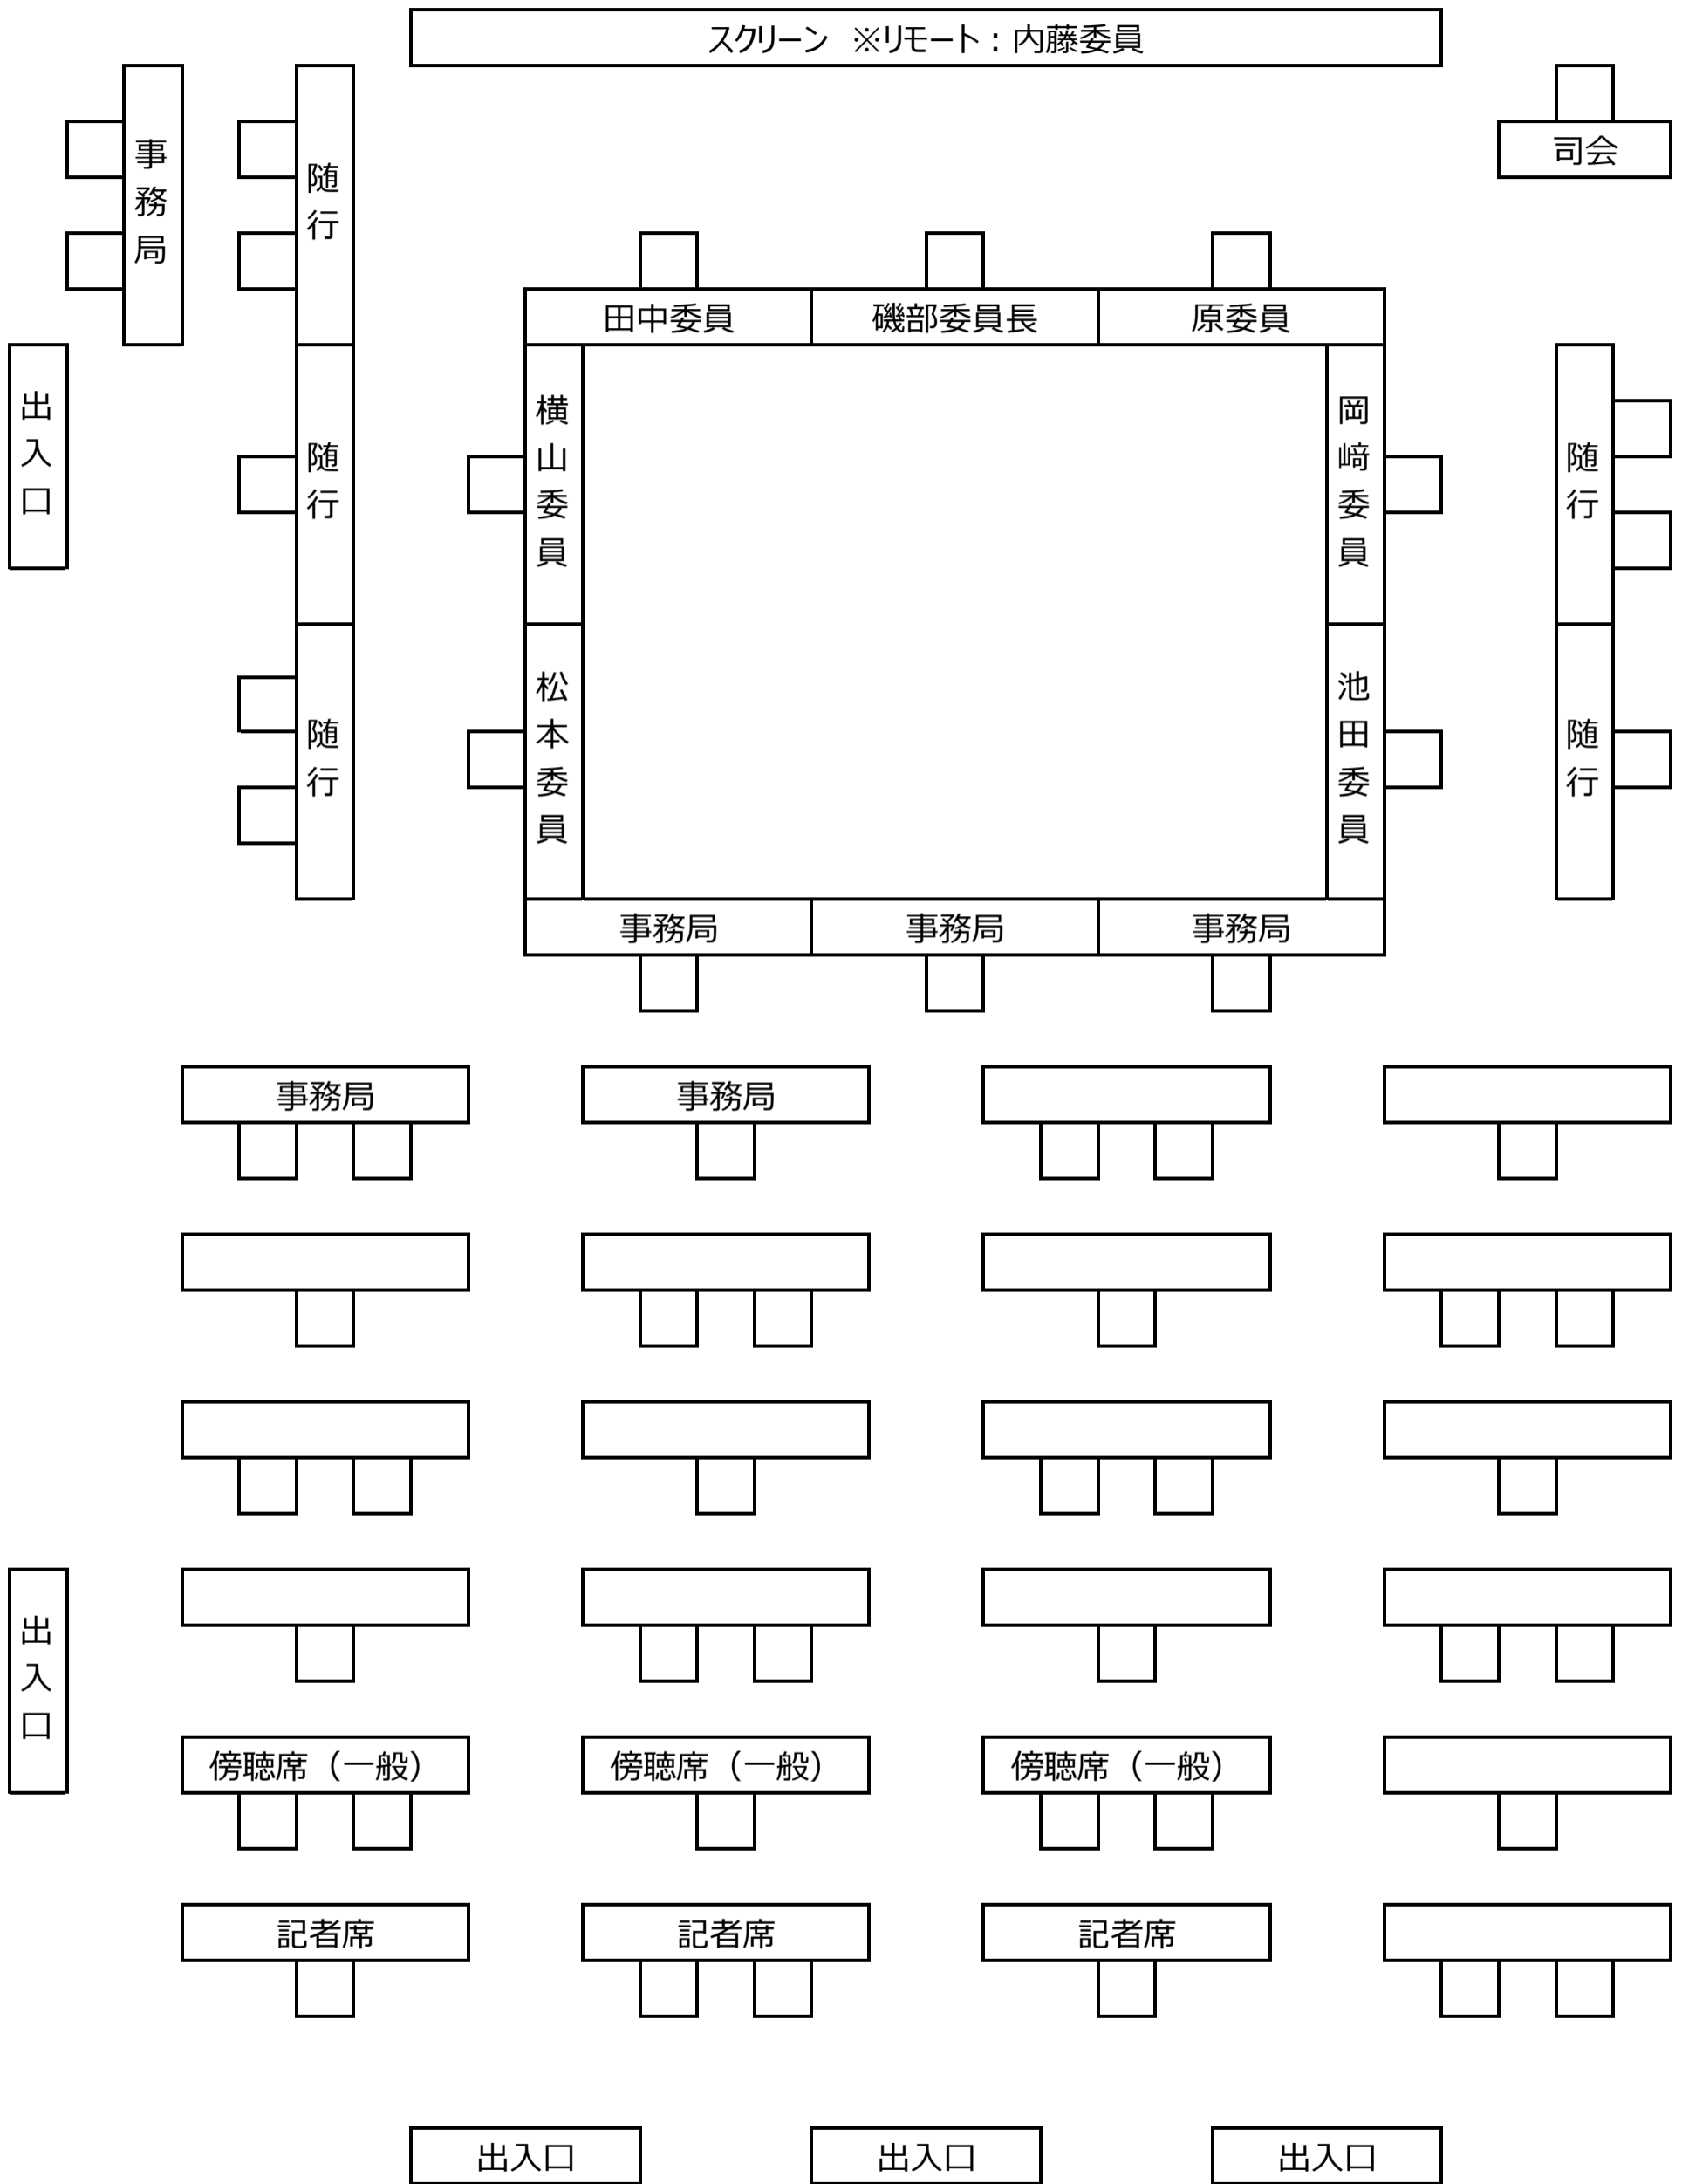 スクリーン　※リモート：内藤委員
司会
事務局
随行
田中委員
磯部委員長
原委員
出入口
随行
横山委員
岡﨑委員
随行
随行
松本委員
池田委員
随行
事務局
事務局
事務局
事務局
事務局
出入口
傍聴席（一般）
傍聴席（一般）
傍聴席（一般）
記者席
記者席
記者席
出入口
出入口
出入口